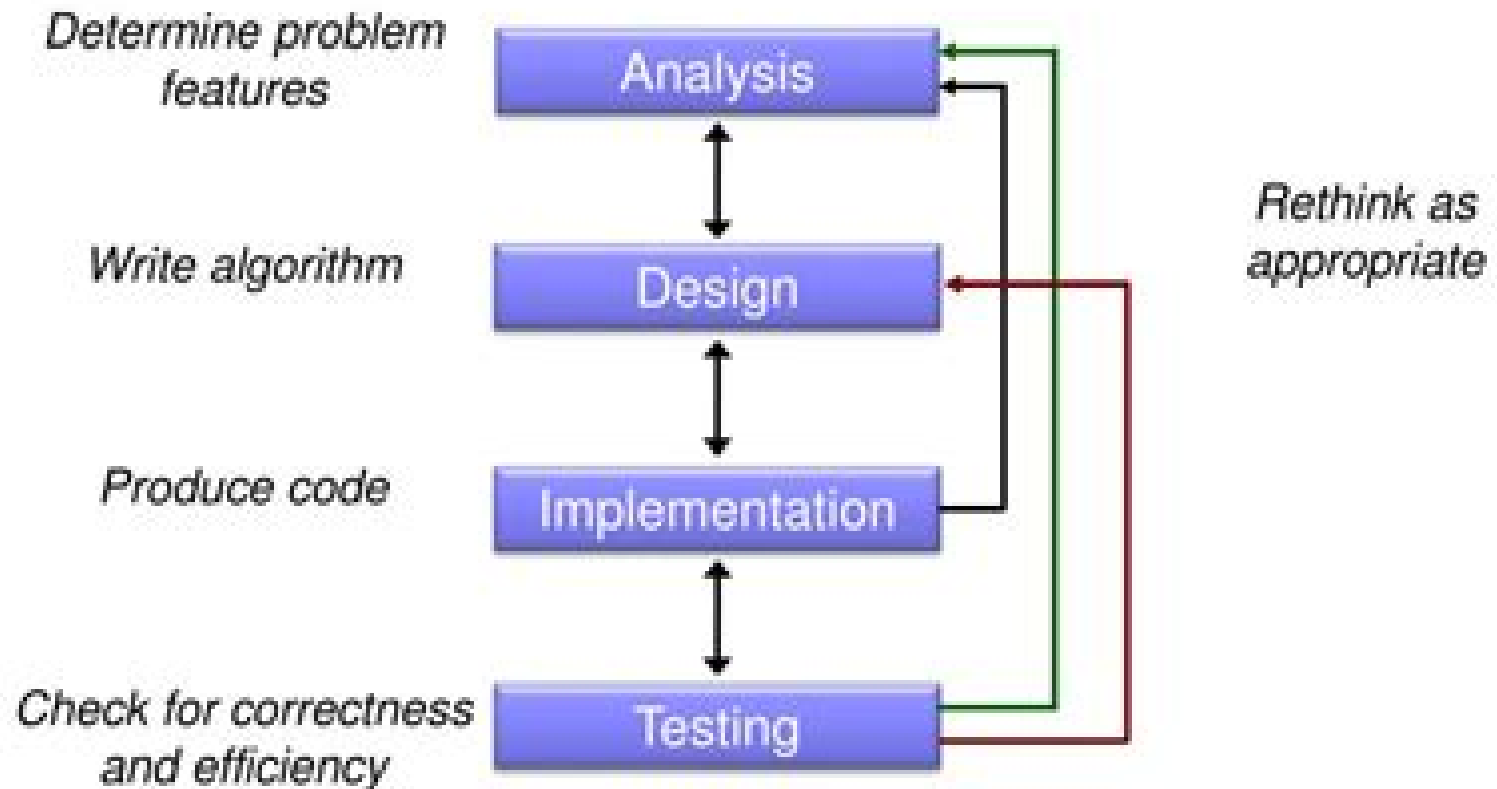 Determine problem
features
Analysis
Write algorithm
Design
Rethink as
appropriate
Produce code
Implementation
Check for correctness
and efficiency
Testing